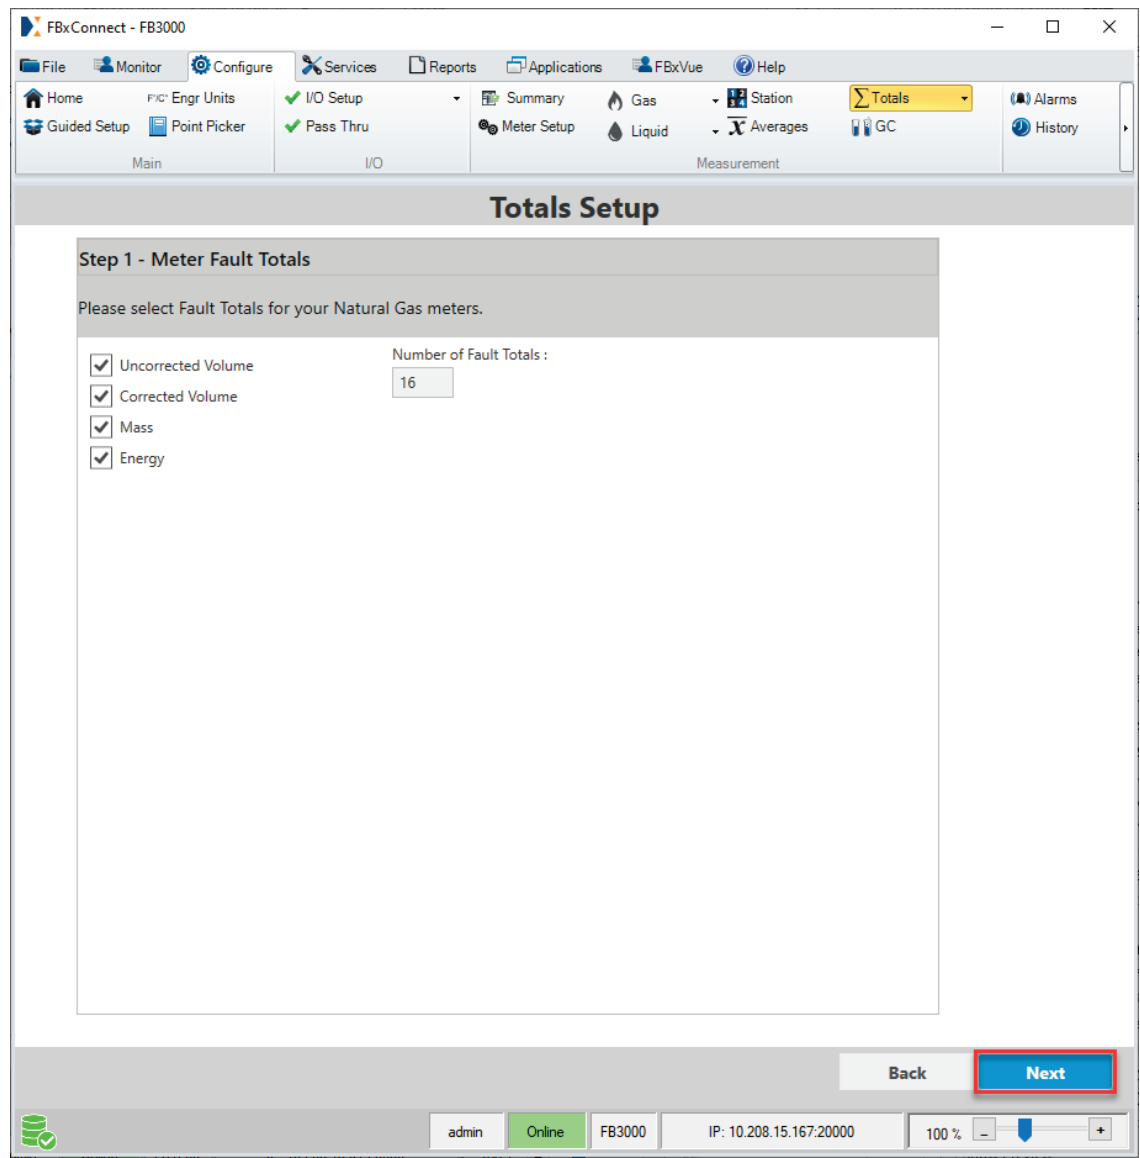 FBxConnect - FB3000
File Monitor Configure Services Reports Applications FBxVue Help
Home F°/C° Engr Units I/O Setup Summary Gas Station Totals Alarms
Guided Setup Point Picker Pass Thru Meter Setup Liquid Averages GC History
Main I/O Measurement
Totals Setup
Step 1 - Meter Fault Totals
Please select Fault Totals for your Natural Gas meters.
Number of Fault Totals :
Uncorrected Volume
16
Corrected Volume
Mass
Energy
Back Next
admin Online FB3000 IP: 10.208.15.167:20000 100 % - +